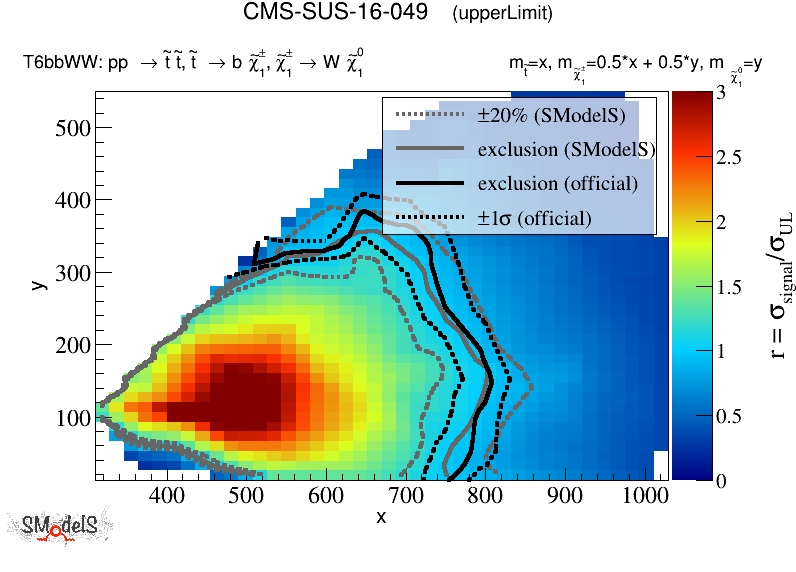 CMS-SUS-16-049 (upperLimit)
T6bbWW: pp → t̃ t̃, t̃ → b χ̃₁±, χ̃₁± → W χ̃₁⁰
m_t̃=x, m_χ̃₁±=0.5*x + 0.5*y, m_χ̃₁⁰=y
±20% (SModelS)
exclusion (SModelS)
exclusion (official)
±1σ (official)
500
400
300
200
100
y
400 500 600 700 800 900 1000
x
3
2.5
2
1.5
1
0.5
0
r = σsignal/σUL
SModelS